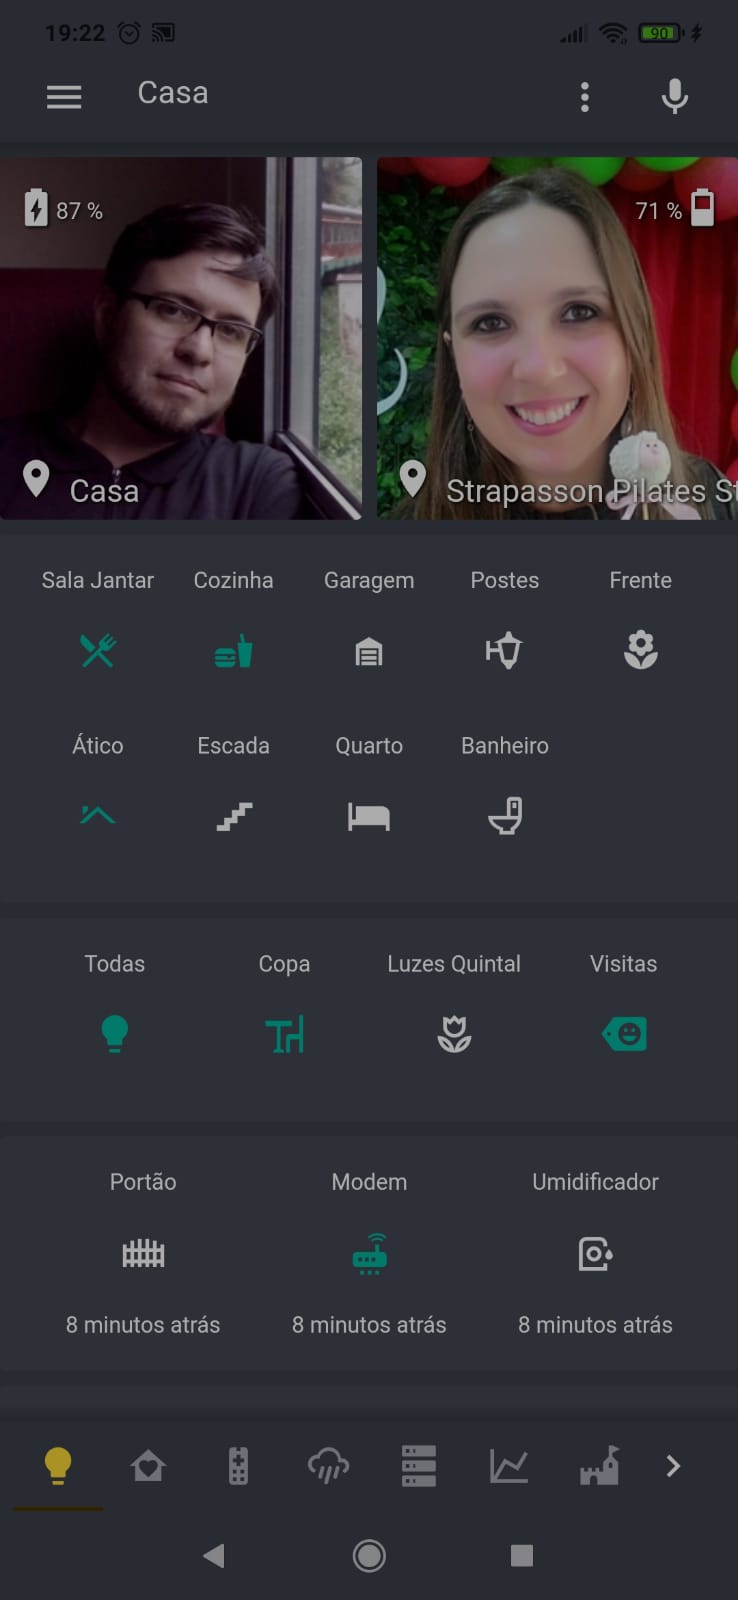 19:22
90
Casa
87 %
71 %
Casa
Strapasson Pilates St
Sala Jantar Cozinha Garagem Postes Frente
Ático Escada Quarto Banheiro
Todas Copa Luzes Quintal Visitas
Portão Modem Umidificador
8 minutos atrás 8 minutos atrás 8 minutos atrás